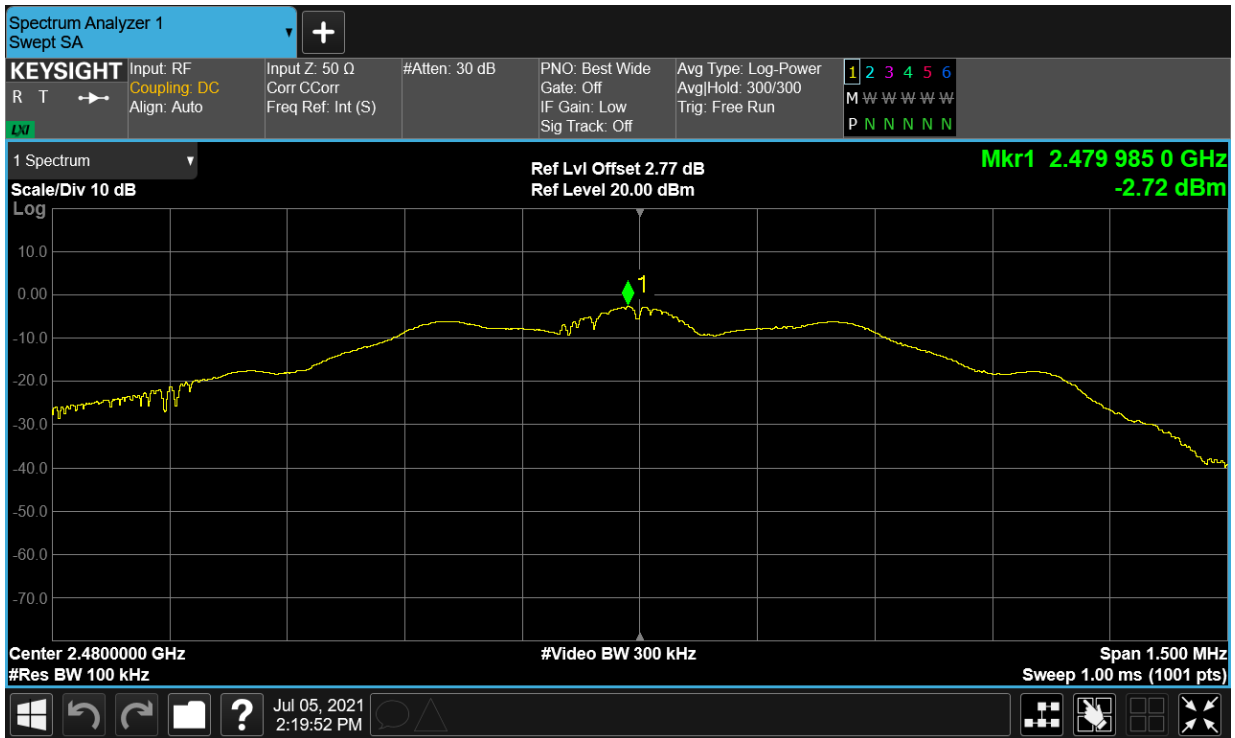 Spectrum Analyzer 1
Swept SA
KEYSIGHT
R T
LXI
Input: RF
Coupling: DC
Align: Auto
Input Z: 50 Ω
Corr CCorr
Freq Ref: Int (S)
#Atten: 30 dB
PNO: Best Wide
Gate: Off
IF Gain: Low
Sig Track: Off
Avg Type: Log-Power
Avg|Hold: 300/300
Trig: Free Run
1 2 3 4 5 6
M W W W W W
P N N N N N
1 Spectrum
Scale/Div 10 dB
Log
Ref Lvl Offset 2.77 dB
Ref Level 20.00 dBm
Mkr1 2.479 985 0 GHz
-2.72 dBm
10.0
0.00
-10.0
-20.0
-30.0
-40.0
-50.0
-60.0
-70.0
1
Center 2.4800000 GHz
#Res BW 100 kHz
#Video BW 300 kHz
Span 1.500 MHz
Sweep 1.00 ms (1001 pts)
?
Jul 05, 2021
2:19:52 PM